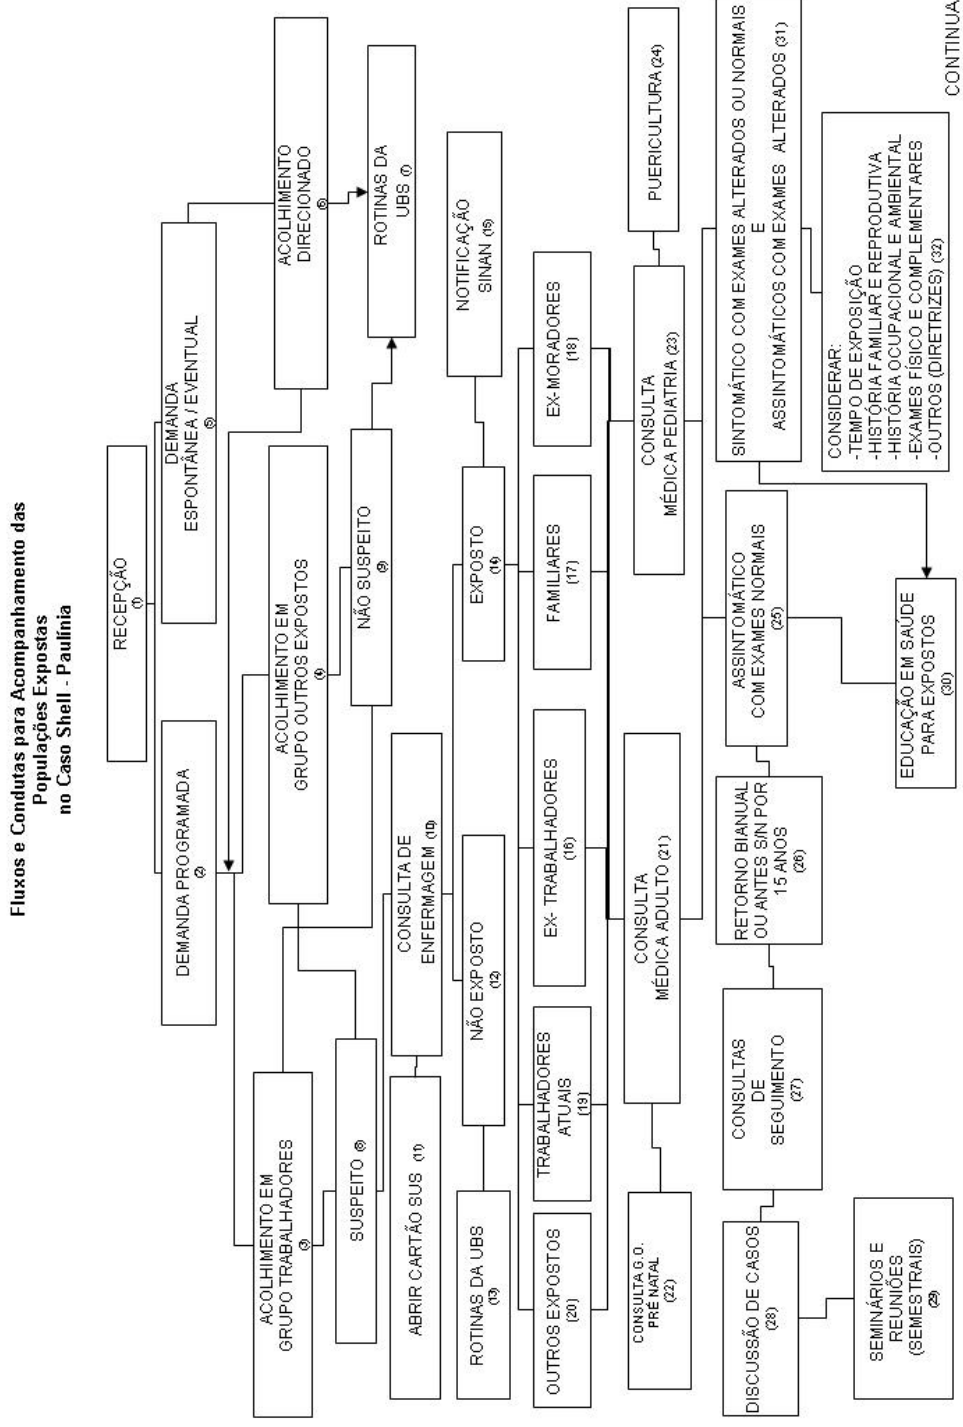 Fluxos e Condutas para Acompanhamento das
Populações Expostas
no Caso Shell - Paulínia
RECEPÇÃO
(1)
DEMANDA PROGRAMADA
(2)
DEMANDA
ESPONTÂNEA / EVENTUAL
(5)
ACOLHIMENTO EM
GRUPO TRABALHADORES
(3)
ACOLHIMENTO EM
GRUPO OUTROS EXPOSTOS
(4)
ACOLHIMENTO
DIRECIONADO
(6)
SUSPEITO (8)
NÃO SUSPEITO
(9)
ROTINAS DA
UBS (7)
ABRIR CARTÃO SUS (11)
CONSULTA DE
ENFERMAGEM (10)
ROTINAS DA UBS
(13)
NÃO EXPOSTO
(12)
EXPOSTO
(14)
NOTIFICAÇÃO
SINAN (15)
OUTROS EXPOSTOS
(20)
TRABALHADORES
ATUAIS
(19)
EX- TRABALHADORES
(16)
FAMILIARES
(17)
EX-MORADORES
(18)
CONSULTA G.O.
PRÉ NATAL
(22)
CONSULTA
MÉDICA ADULTO (21)
CONSULTA
MÉDICA PEDIATRIA (23)
PUERICULTURA (24)
DISCUSSÃO DE CASOS
(28)
CONSULTAS
DE
SEGUIMENTO
(27)
RETORNO BIANUAL
OU ANTES S/N POR
15 ANOS
(26)
ASSINTOMÁTICO
COM EXAMES NORMAIS
(25)
SINTOMÁTICO COM EXAMES ALTERADOS OU NORMAIS
E
ASSINTOMÁTICOS COM EXAMES ALTERADOS (31)
SEMINÁRIOS E
REUNIÕES
(SEMESTRAIS)
(29)
EDUCAÇÃO EM SAÚDE
PARA EXPOSTOS
(30)
CONSIDERAR:
-TEMPO DE EXPOSIÇÃO
-HISTÓRIA FAMILIAR E REPRODUTIVA
-HISTÓRIA OCUPACIONAL E AMBIENTAL
-EXAMES FÍSICO E COMPLEMENTARES
-OUTROS (DIRETRIZES) (32)
CONTINUA